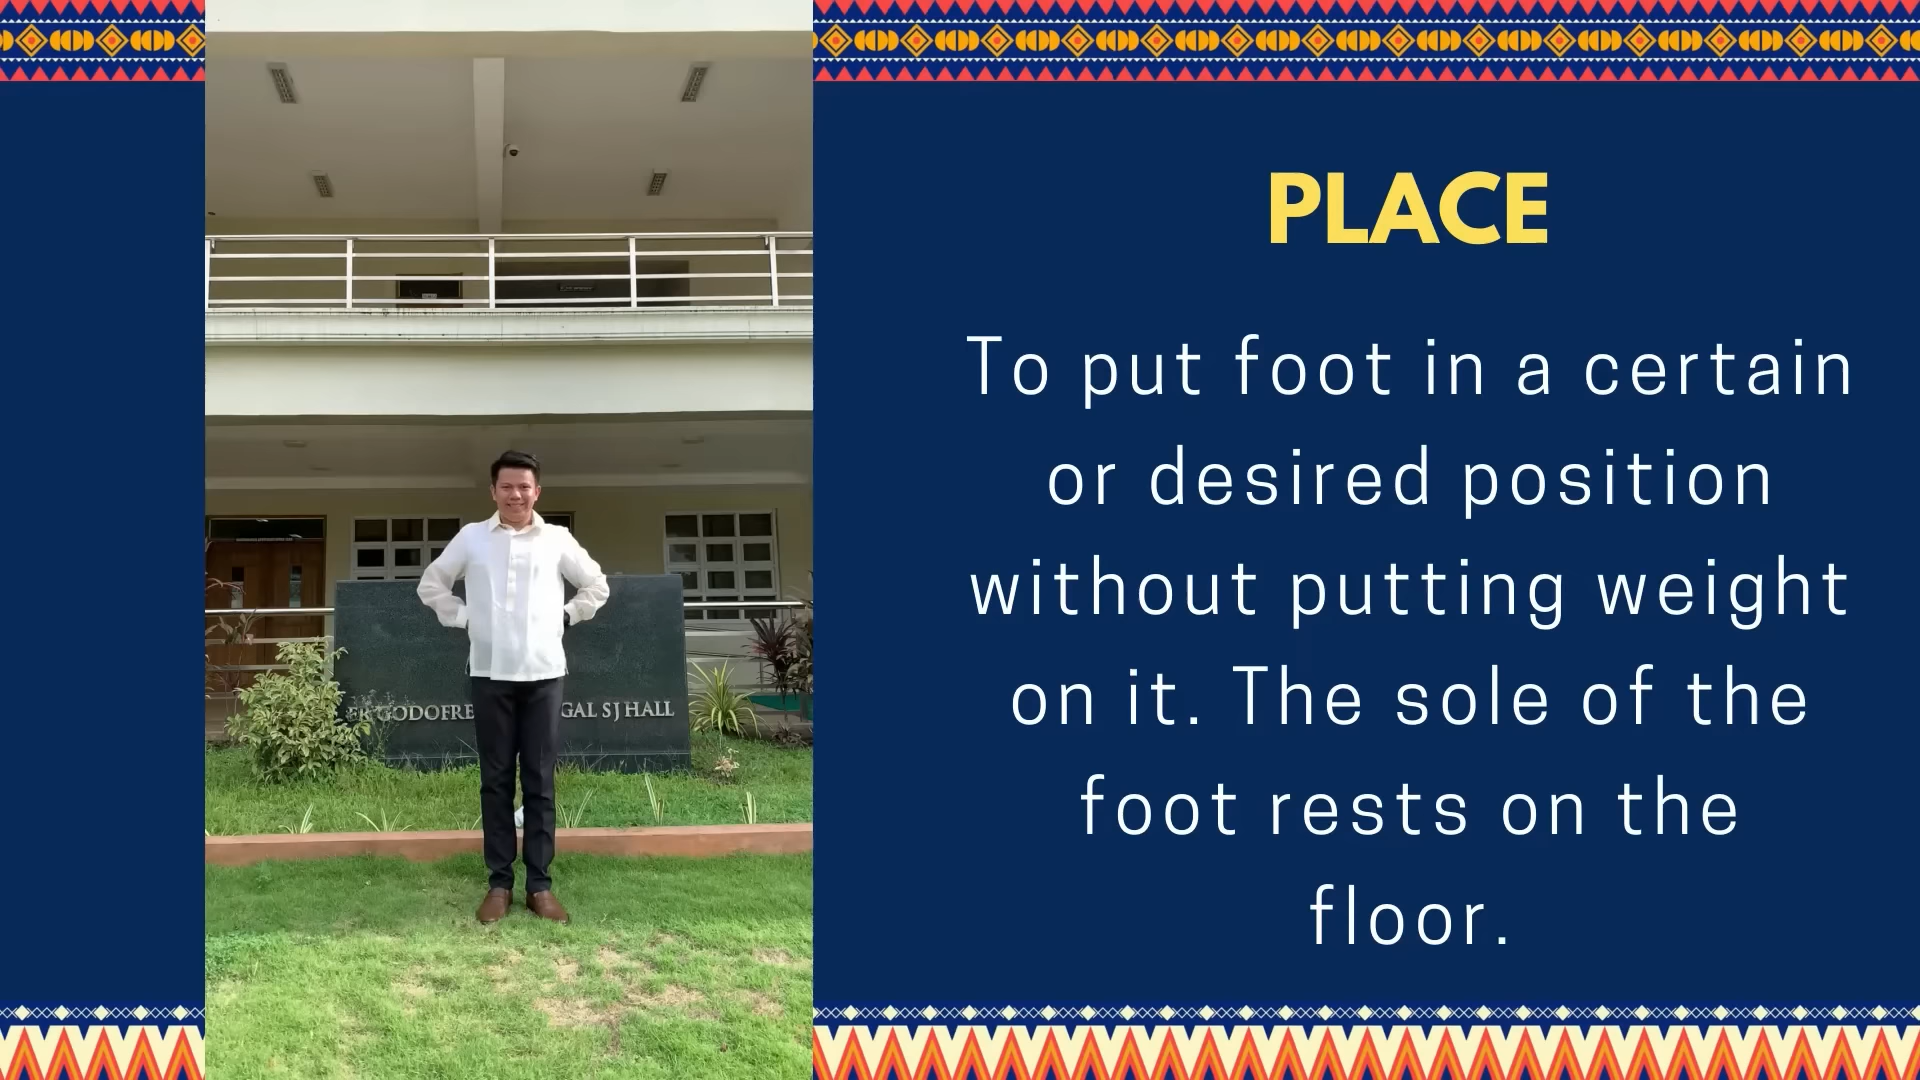 PLACE
To put foot in a certain
or desired position
without putting weight
on it. The sole of the
foot rests on the
floor.
SJ HALL